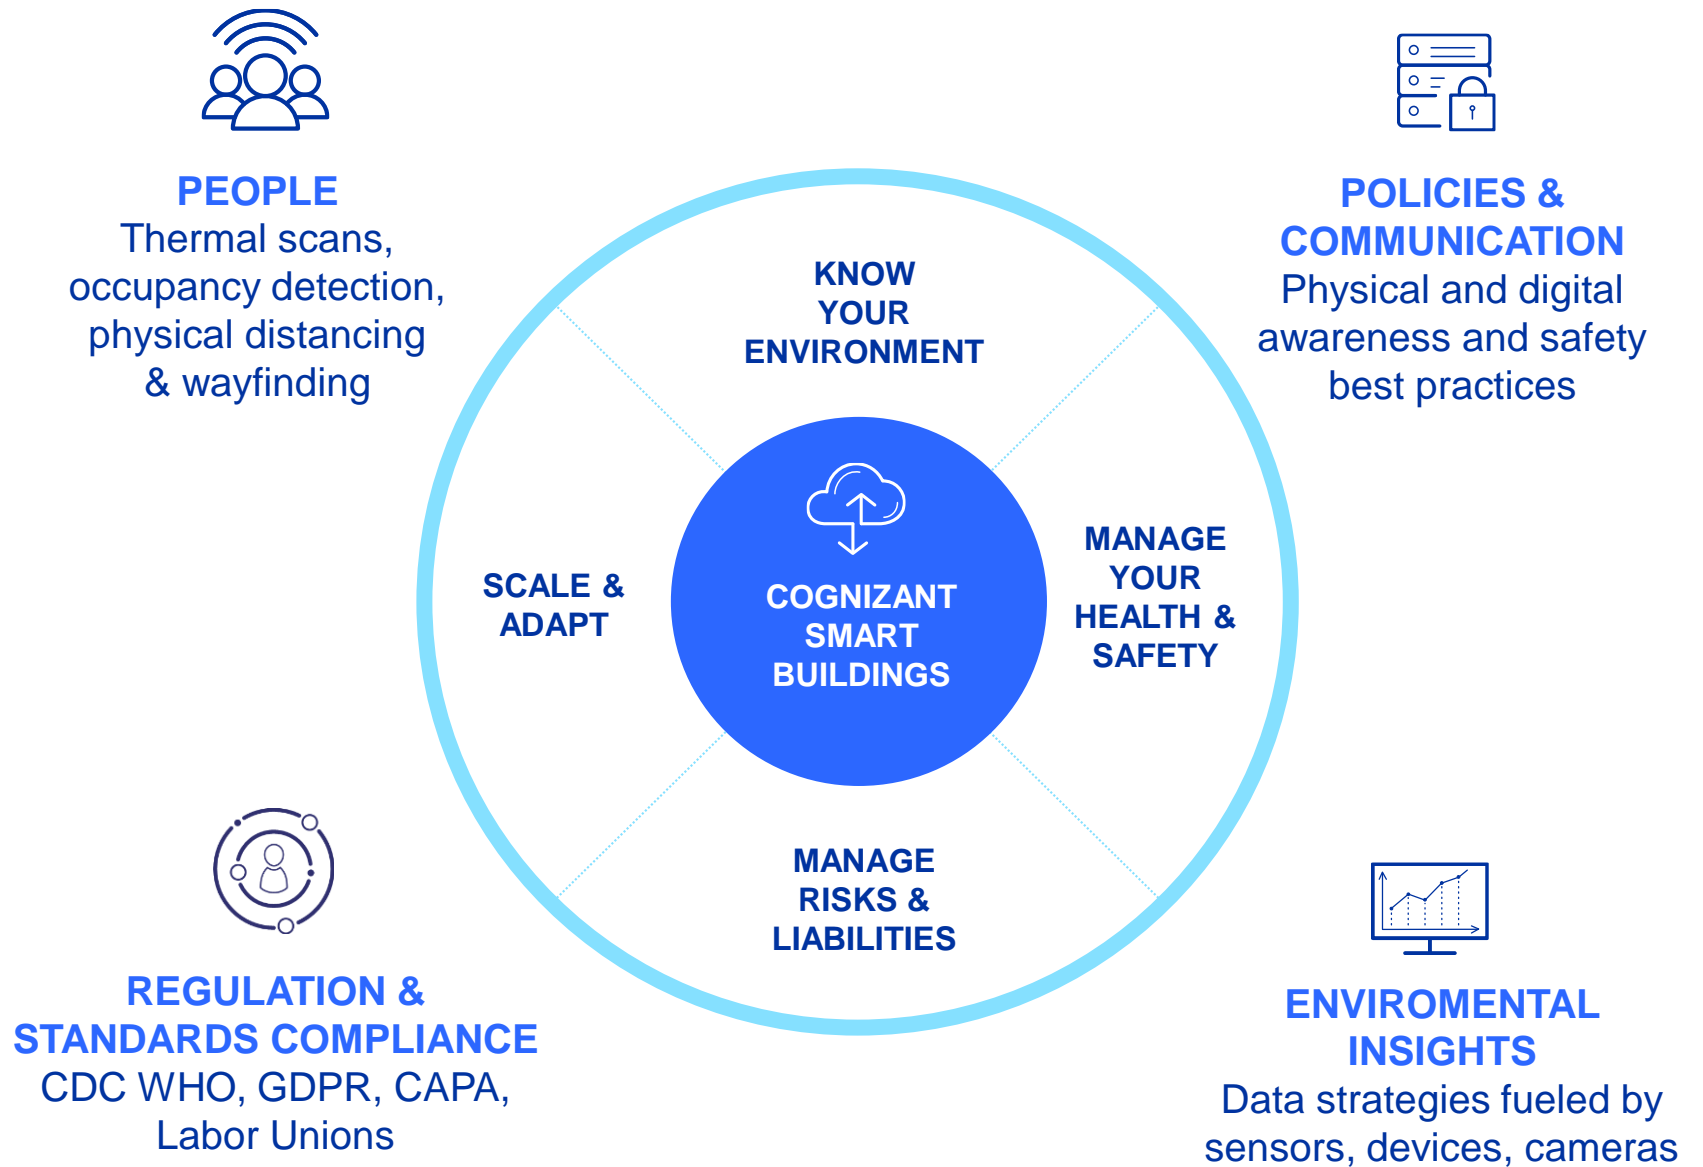 PEOPLE
Thermal scans,
occupancy detection,
physical distancing
& wayfinding
POLICIES &
COMMUNICATION
Physical and digital
awareness and safety
best practices
KNOW
YOUR
ENVIRONMENT
MANAGE
YOUR
HEALTH &
SAFETY
SCALE &
ADAPT
COGNIZANT
SMART
BUILDINGS
MANAGE
RISKS &
LIABILITIES
REGULATION &
STANDARDS COMPLIANCE
CDC WHO, GDPR, CAPA,
Labor Unions
ENVIROMENTAL
INSIGHTS
Data strategies fueled by
sensors, devices, cameras